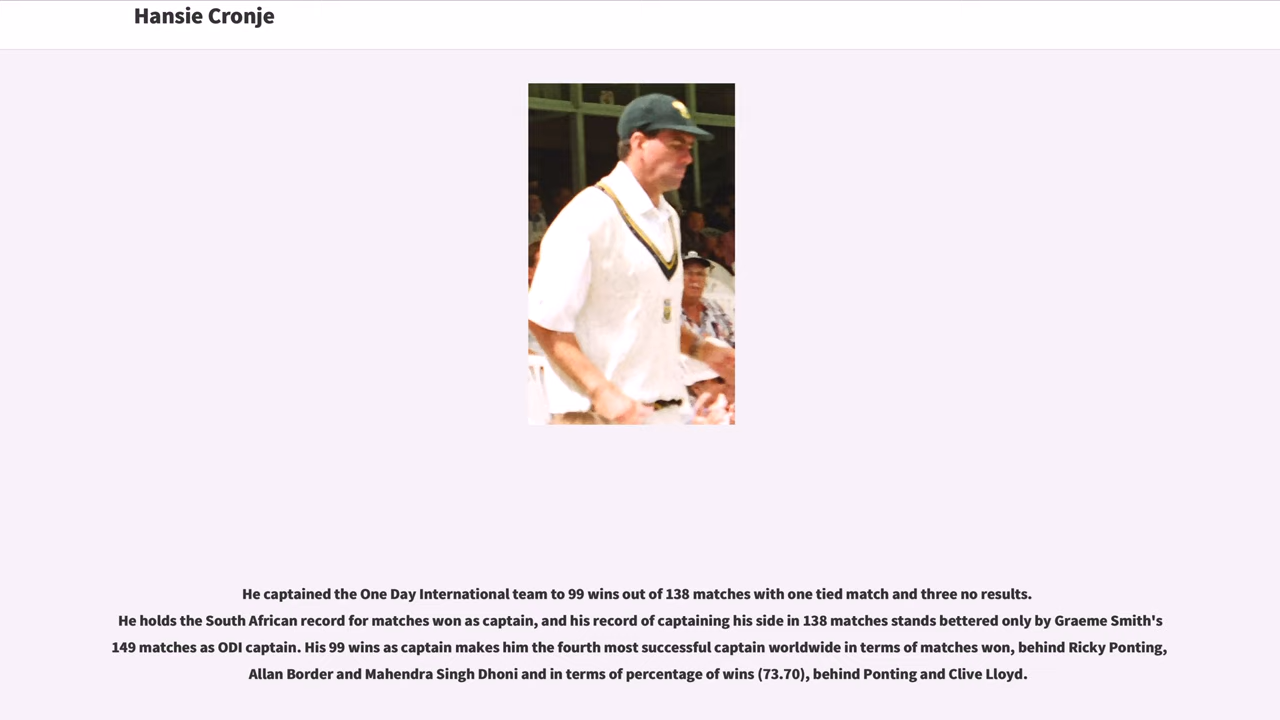 Hansie Cronje
He captained the One Day International team to 99 wins out of 138 matches with one tied match and three no results.
He holds the South African record for matches won as captain, and his record of captaining his side in 138 matches stands bettered only by Graeme Smith's
149 matches as ODI captain. His 99 wins as captain makes him the fourth most successful captain worldwide in terms of matches won, behind Ricky Ponting,
Allan Border and Mahendra Singh Dhoni and in terms of percentage of wins (73.70), behind Ponting and Clive Lloyd.